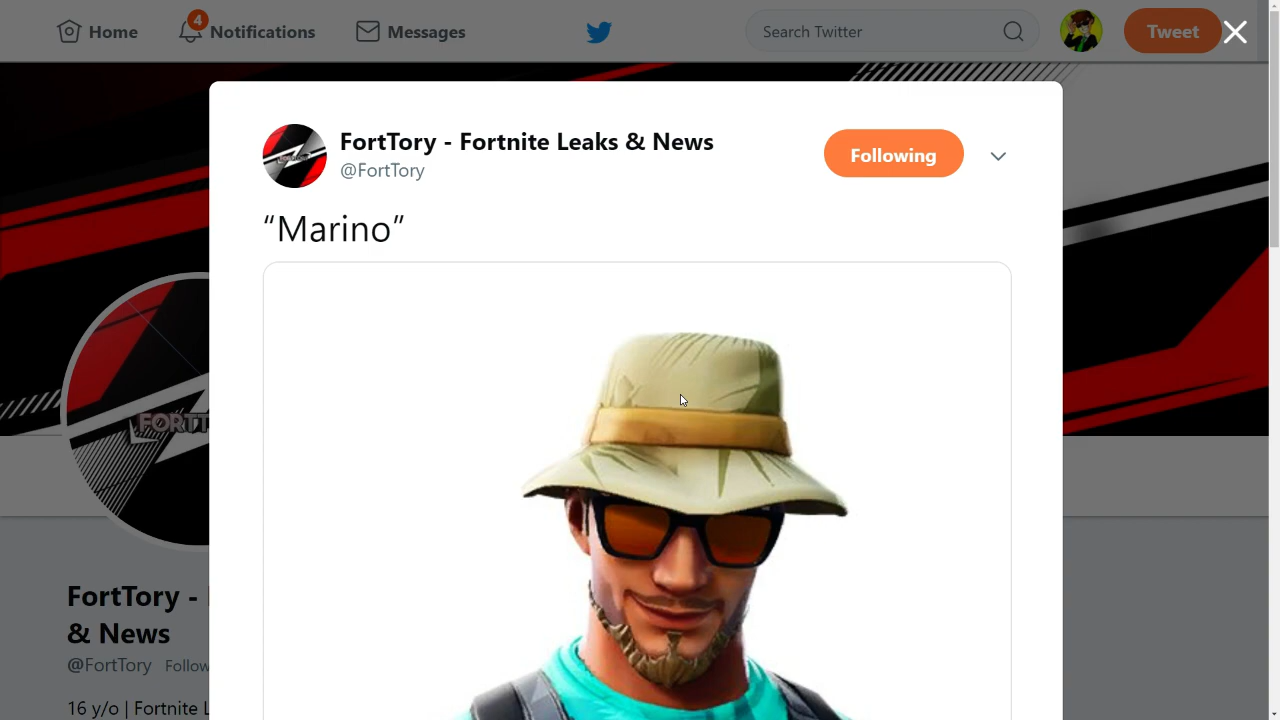 Home
4
Notifications
Messages
Search Twitter
Tweet
FortTory - Fortnite Leaks & News
@FortTory
Following
“Marino”
FORTT
FortTory -
& News
@FortTory Follow
16 y/o | Fortnite L